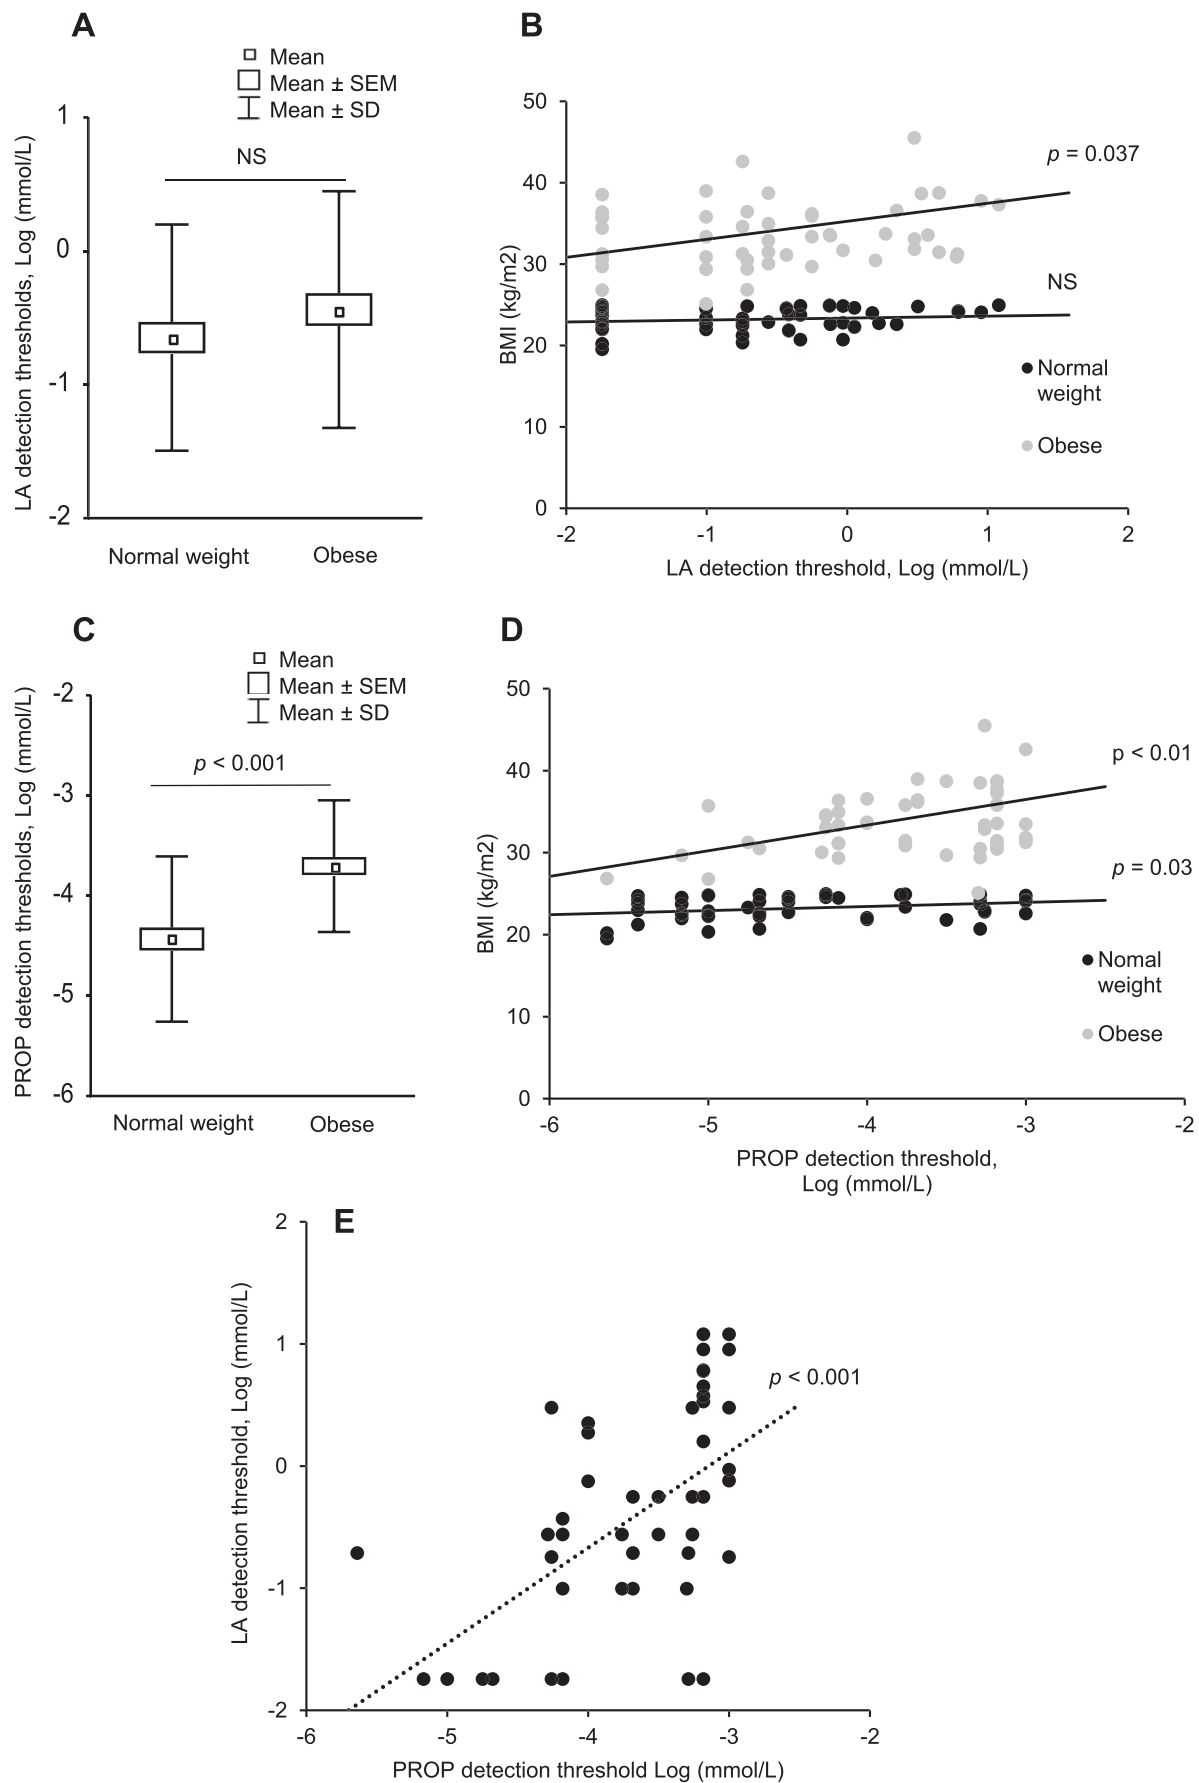 A
Mean
Mean ± SEM
Mean ± SD
NS
LA detection thresholds, Log (mmol/L)
1
0
-1
-2
Normal weight
Obese
B
50
40
30
20
10
0
BMI (kg/m2)
p = 0.037
NS
Normal
weight
Obese
-2
-1
0
1
2
LA detection threshold, Log (mmol/L)
C
Mean
Mean ± SEM
Mean ± SD
p < 0.001
PROP detection thresholds, Log (mmol/L)
-2
-3
-4
-5
-6
Normal weight
Obese
D
50
40
30
20
10
0
BMI (kg/m2)
p < 0.01
p = 0.03
Nomal
weight
Obese
-6
-5
-4
-3
-2
PROP detection threshold,
Log (mmol/L)
E
2
1
0
-1
-2
LA detection threshold, Log (mmol/L)
p < 0.001
-6
-5
-4
-3
-2
PROP detection threshold Log (mmol/L)